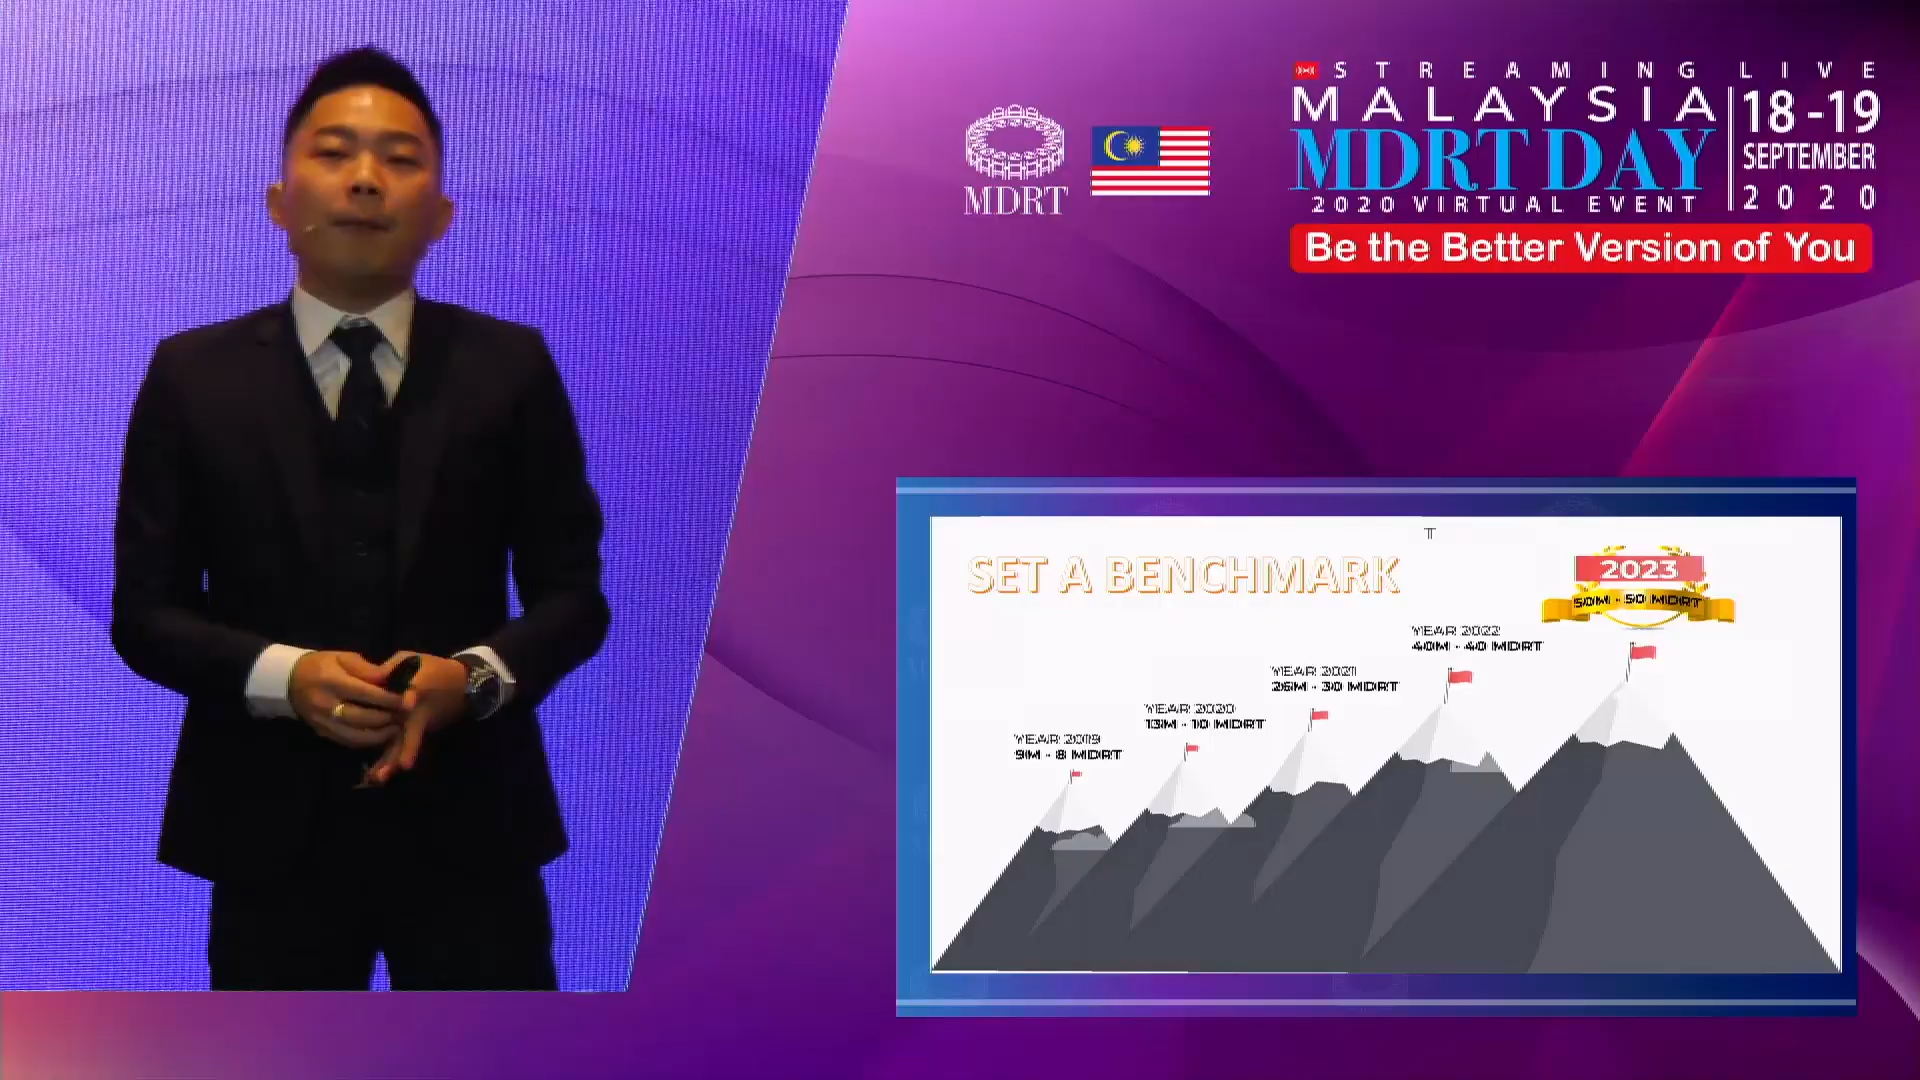 STREAMING LIVE
MALAYSIA
MDRT DAY
2020 VIRTUAL EVENT
18-19
SEPTEMBER
2020
Be the Better Version of You
MDRT
T
SET A BENCHMARK
2023
50M - 50 MDRT
YEAR 2022
40M - 40 MDRT
YEAR 2021
26M - 30 MDRT
YEAR 2020
13M - 10 MDRT
YEAR 2019
9M - 8 MDRT